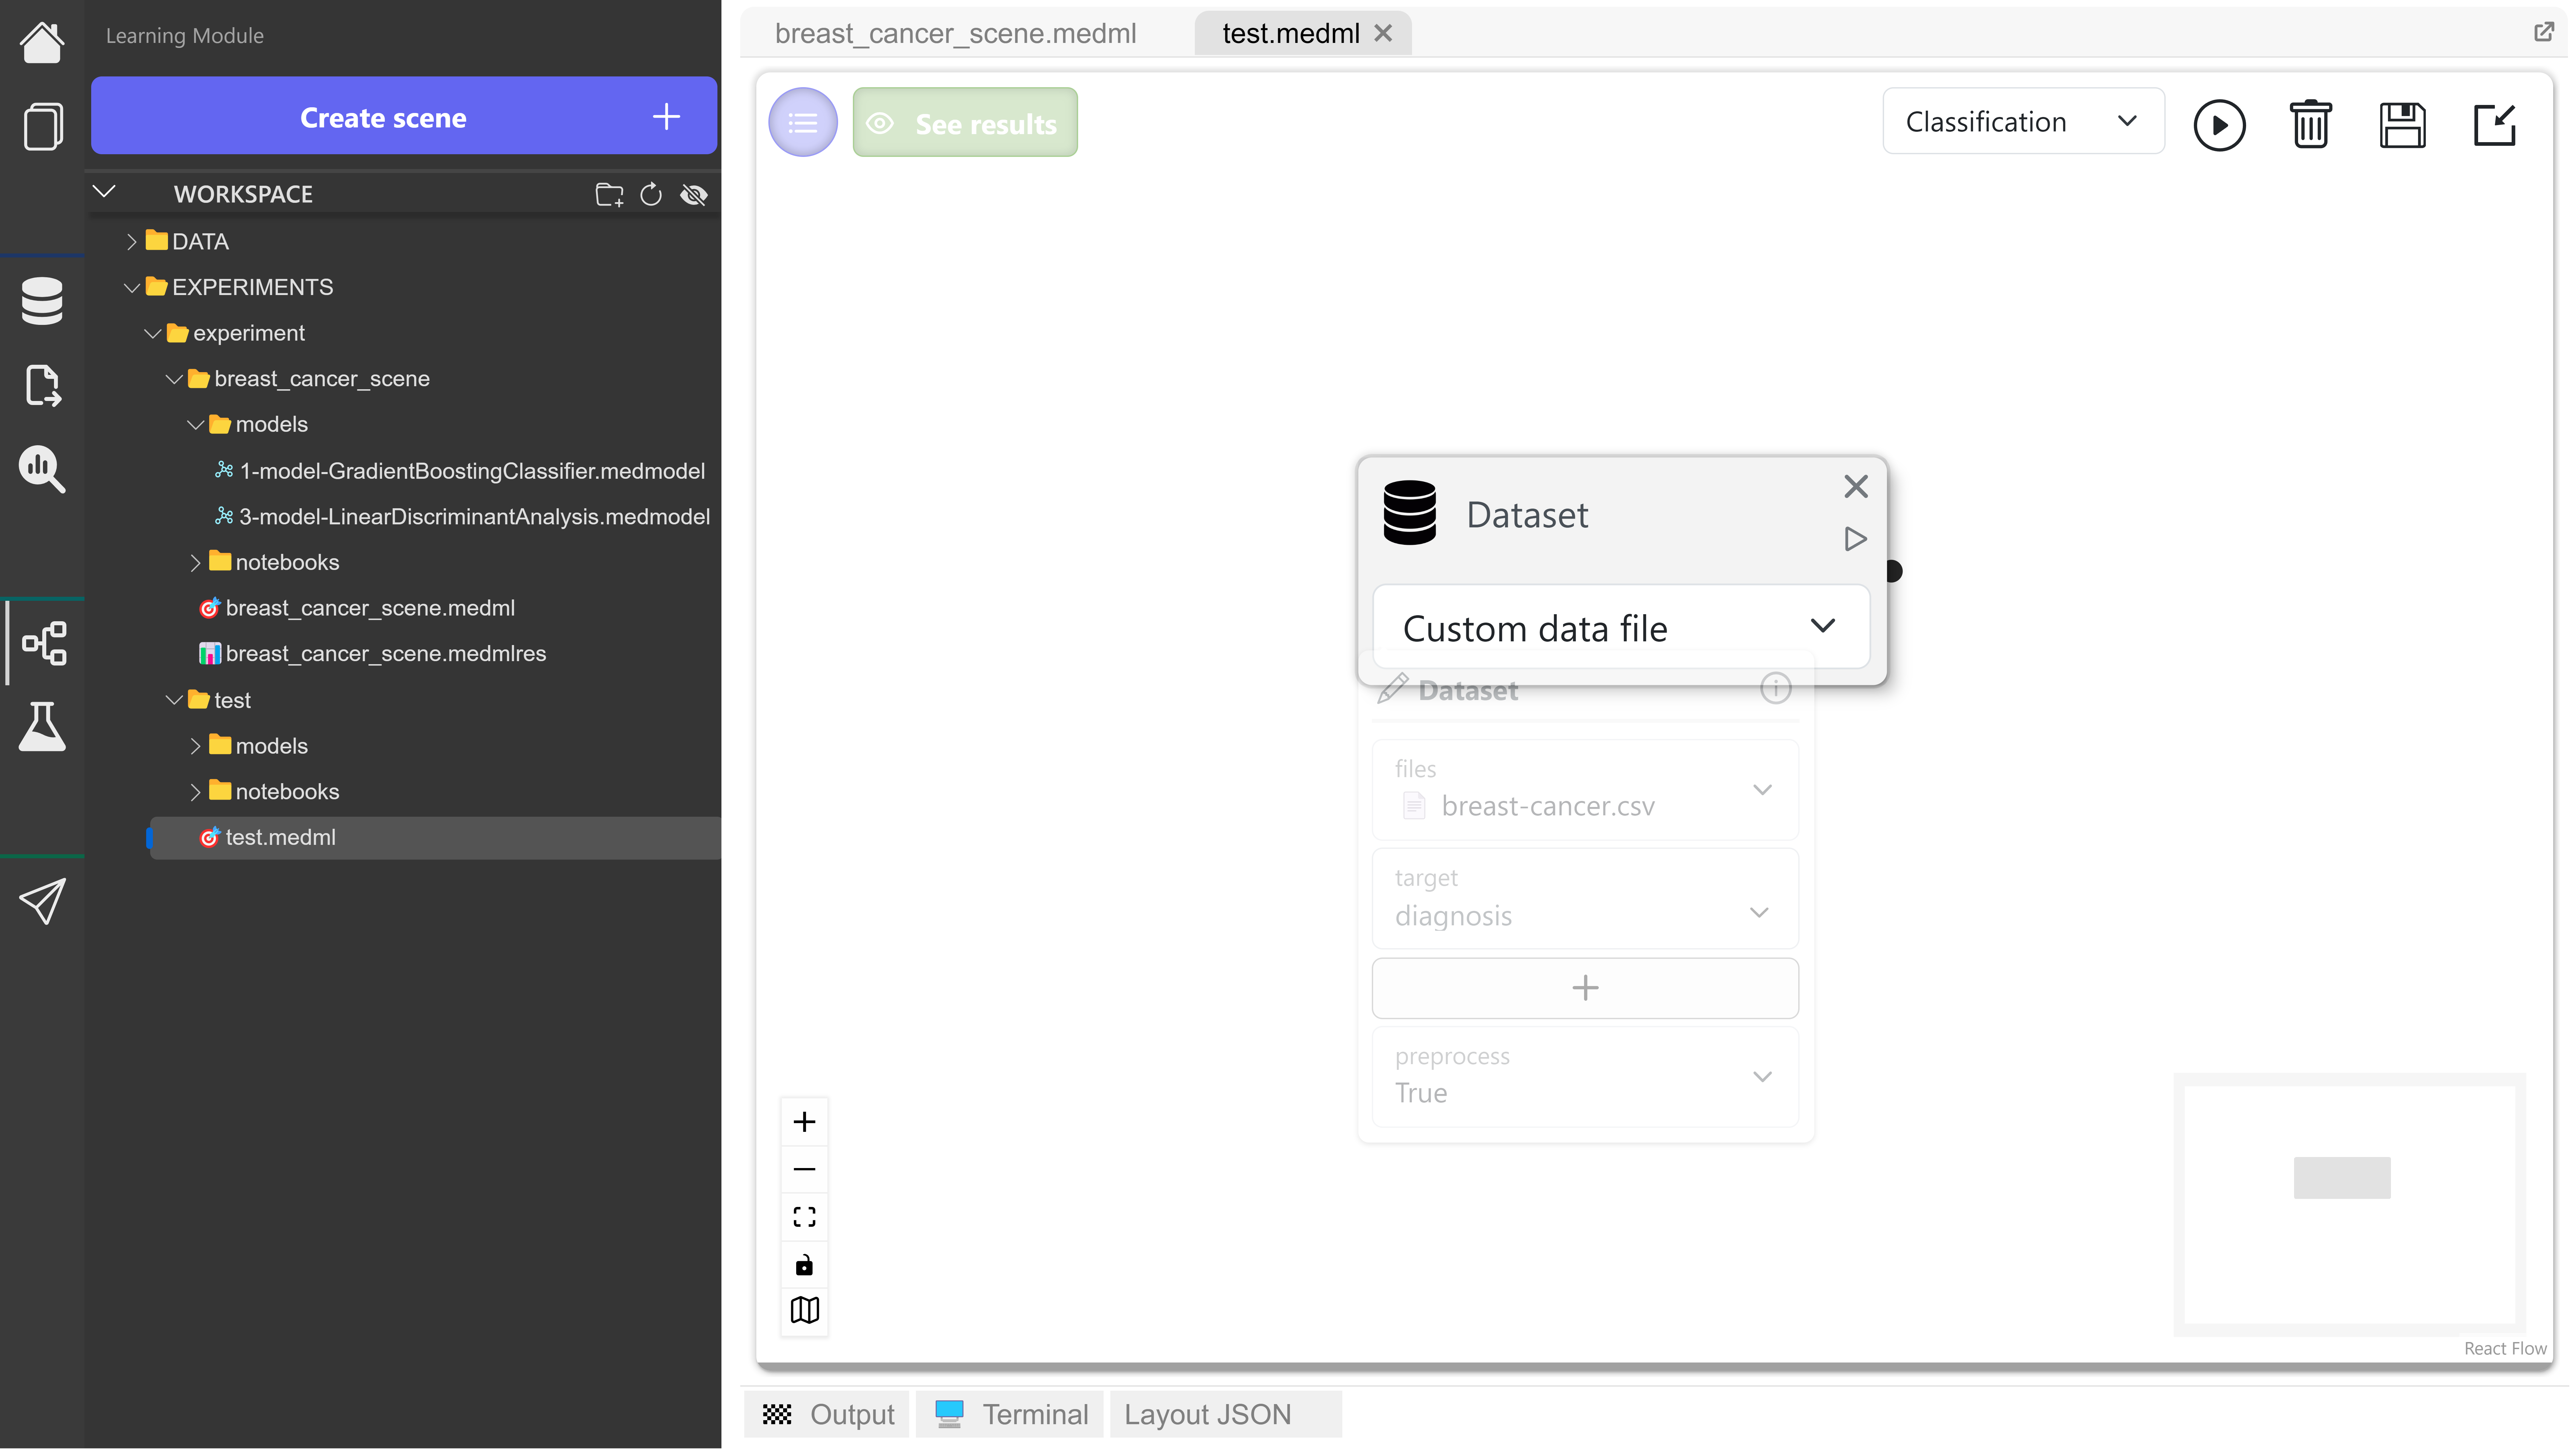 Learning Module
Create scene
WORKSPACE
DATA
EXPERIMENTS
experiment
breast_cancer_scene
models
1-model-GradientBoostingClassifier.medmodel
3-model-LinearDiscriminantAnalysis.medmodel
notebooks
breast_cancer_scene.medml
breast_cancer_scene.medmlres
test
models
notebooks
test.medml
breast_cancer_scene.medml
test.medml
See results
Classification
Dataset
Custom data file
Dataset
files
breast-cancer.csv
target
diagnosis
preprocess
True
React Flow
Output
Terminal
Layout JSON